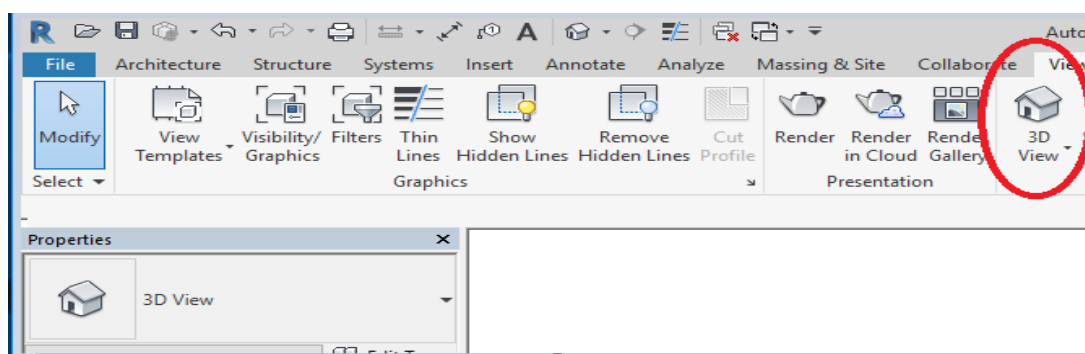 R
Auto
File Architecture Structure Systems Insert Annotate Analyze Massing & Site Collaborate View
Modify View Templates Visibility/ Graphics Filters Thin Lines Show Hidden Lines Remove Hidden Lines Cut Profile Render Render in Cloud Render Gallery 3D View
Select Graphics Presentation
Properties
3D View